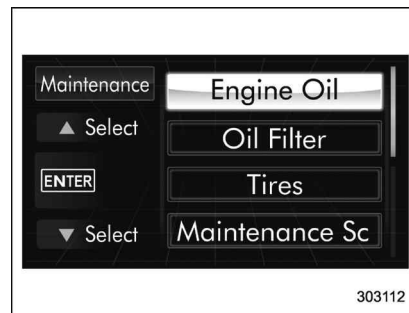 Maintenance
▲ Select
ENTER
▼ Select
Engine Oil
Oil Filter
Tires
Maintenance Sc
303112